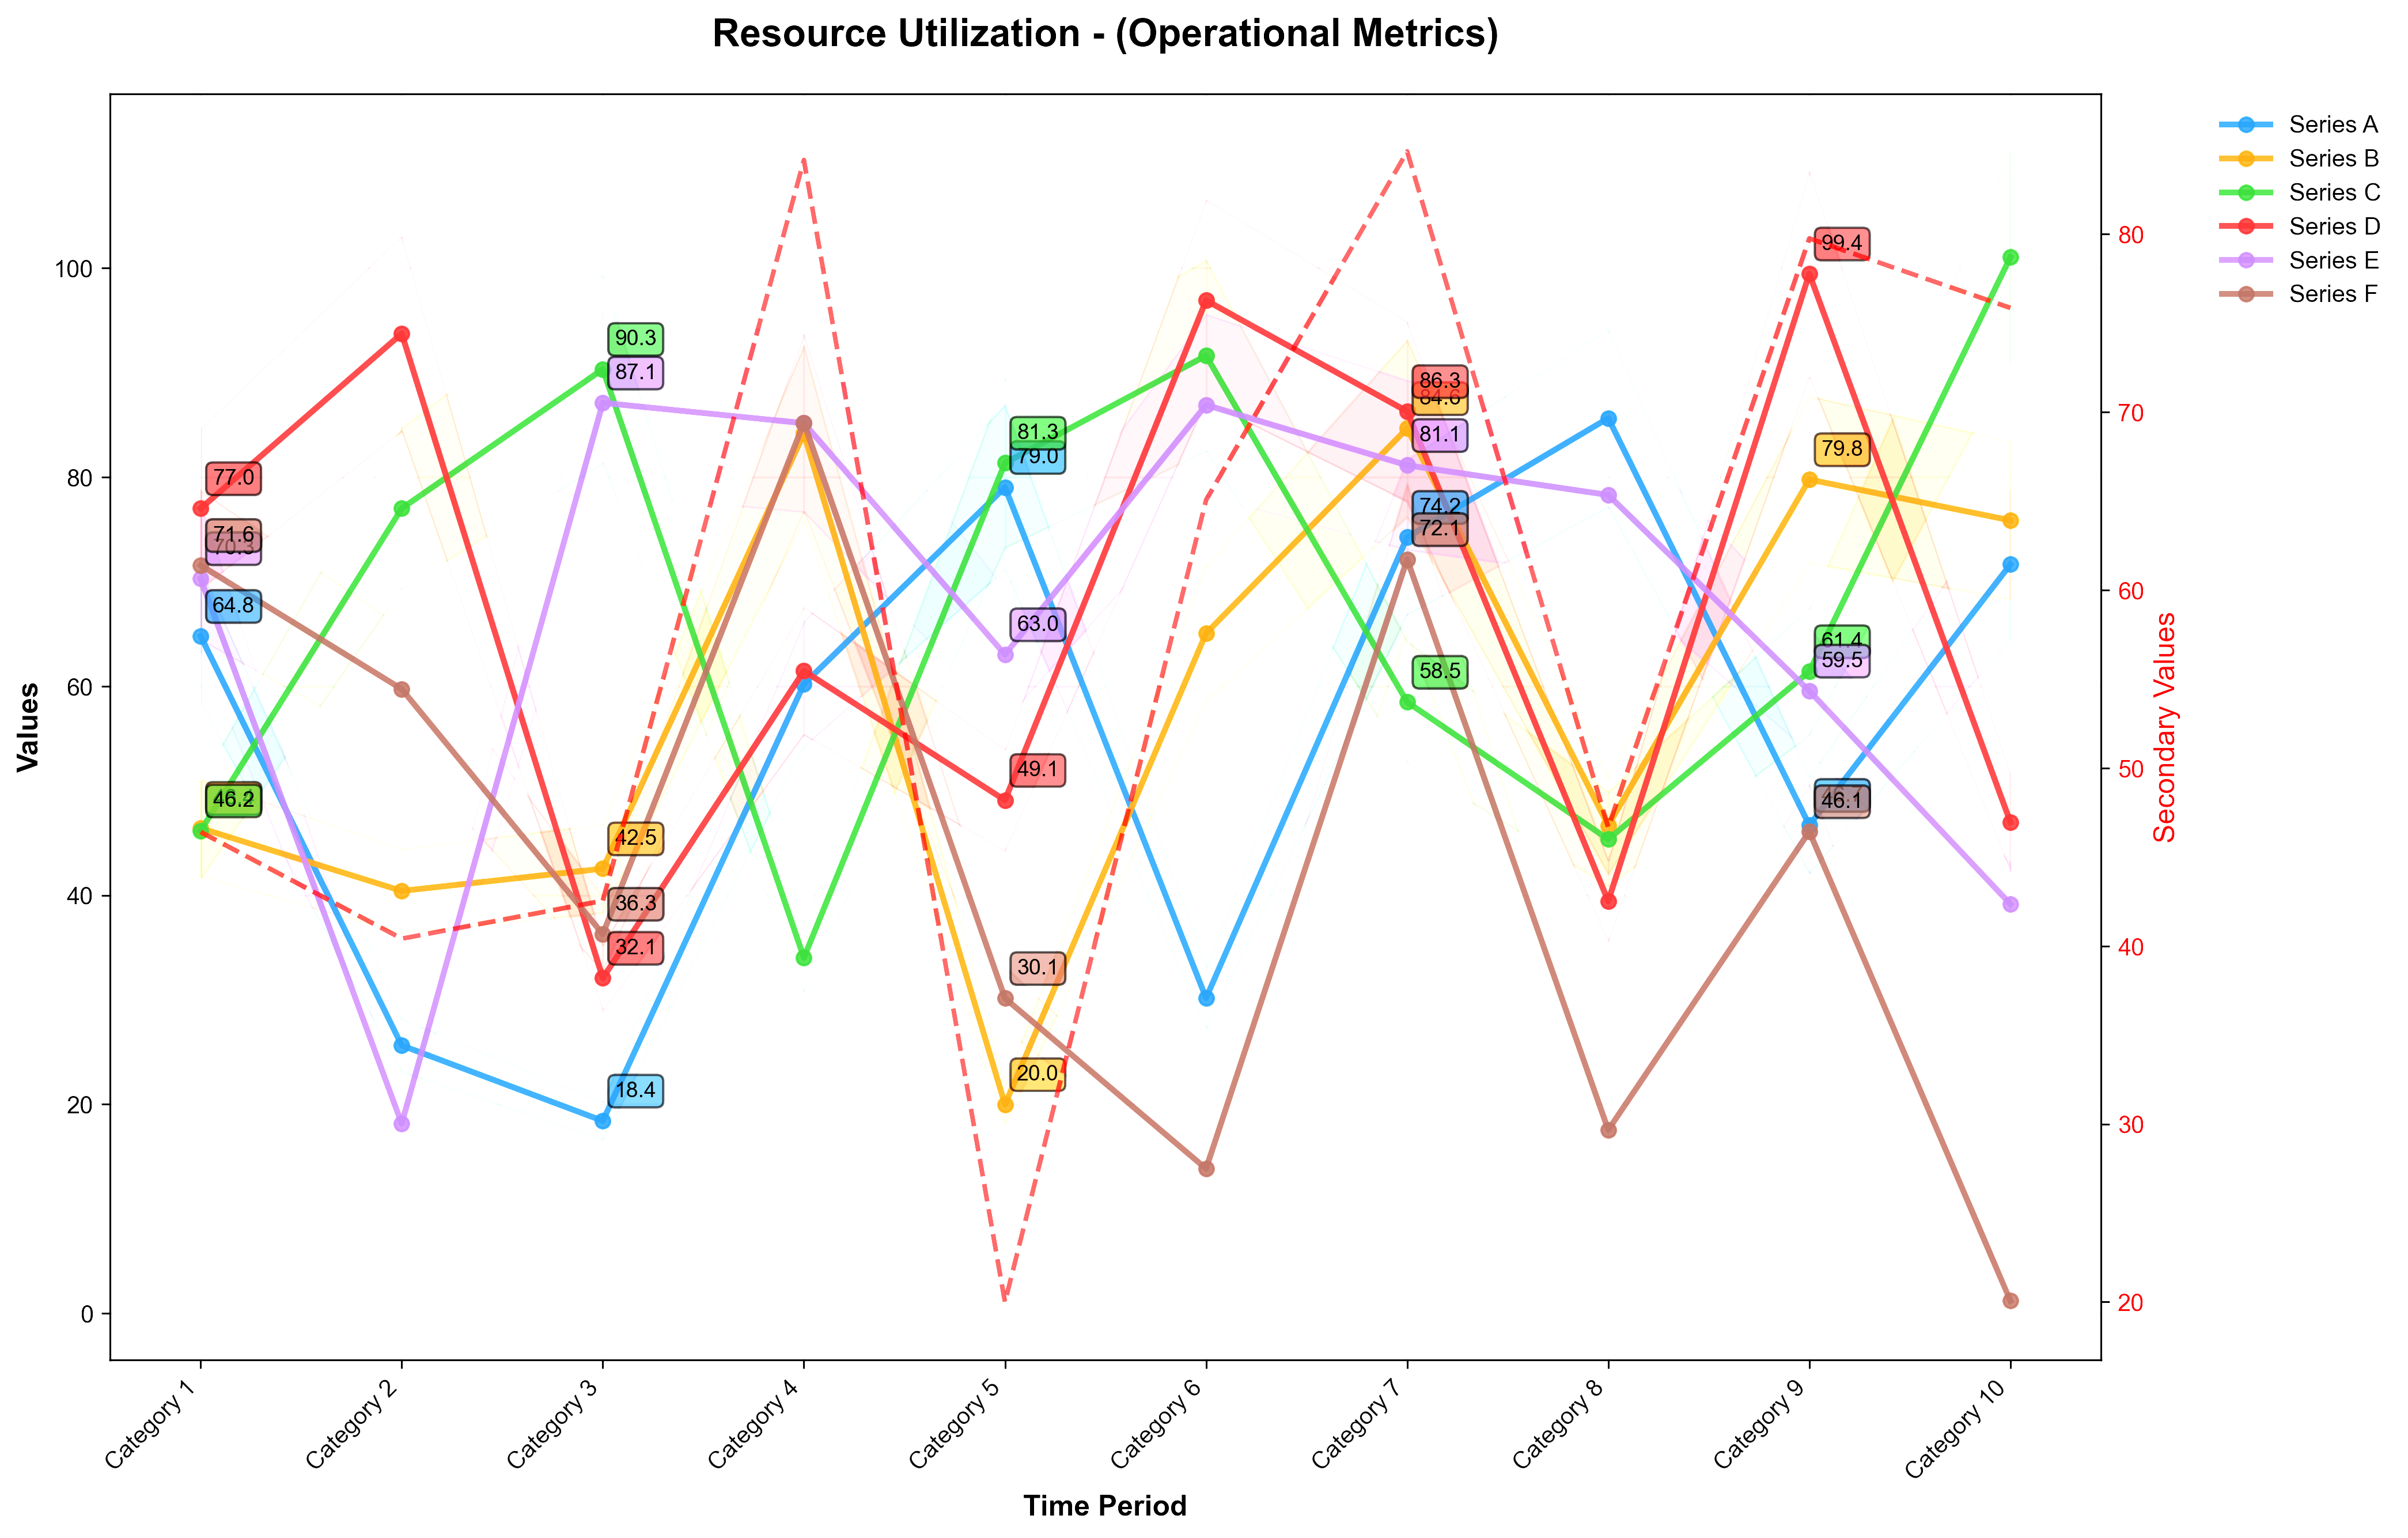 Resource Utilization - (Operational Metrics)
Series A
Series B
Series C
Series D
Series E
Series F
Values
100
80
60
40
20
0
Secondary Values
80
70
60
50
40
30
20
77.0
71.6
70.3
64.8
46.2
90.3
87.1
42.5
36.3
32.1
18.4
81.3
79.0
63.0
49.1
30.1
20.0
86.3
84.6
81.1
74.2
72.1
58.5
99.4
79.8
61.4
59.5
46.1
Category 1
Category 2
Category 3
Category 4
Category 5
Category 6
Category 7
Category 8
Category 9
Category 10
Time Period